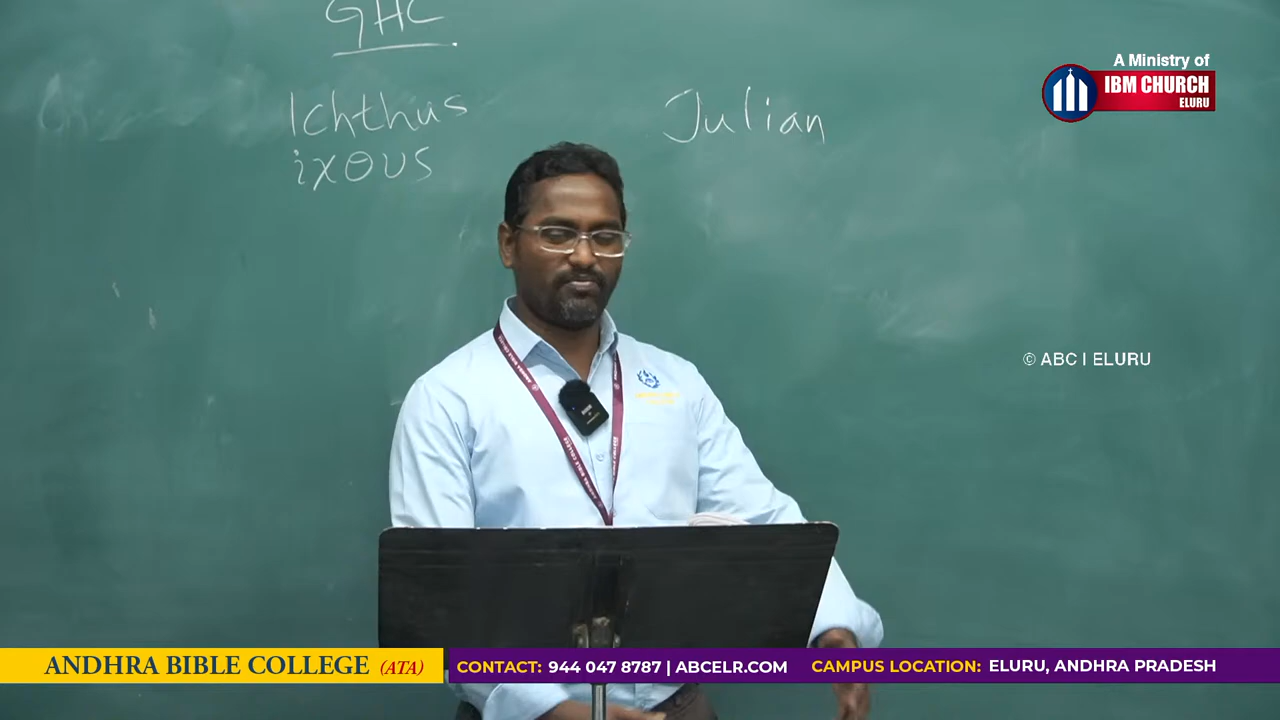 GHC
Ichthus
ixθus
Julian
A Ministry of
IBM CHURCH
ELURU
© ABC I ELURU
ANDHRA BIBLE COLLEGE (ATA)
CONTACT: 944 047 8787 | ABCELR.COM
CAMPUS LOCATION: ELURU, ANDHRA PRADESH